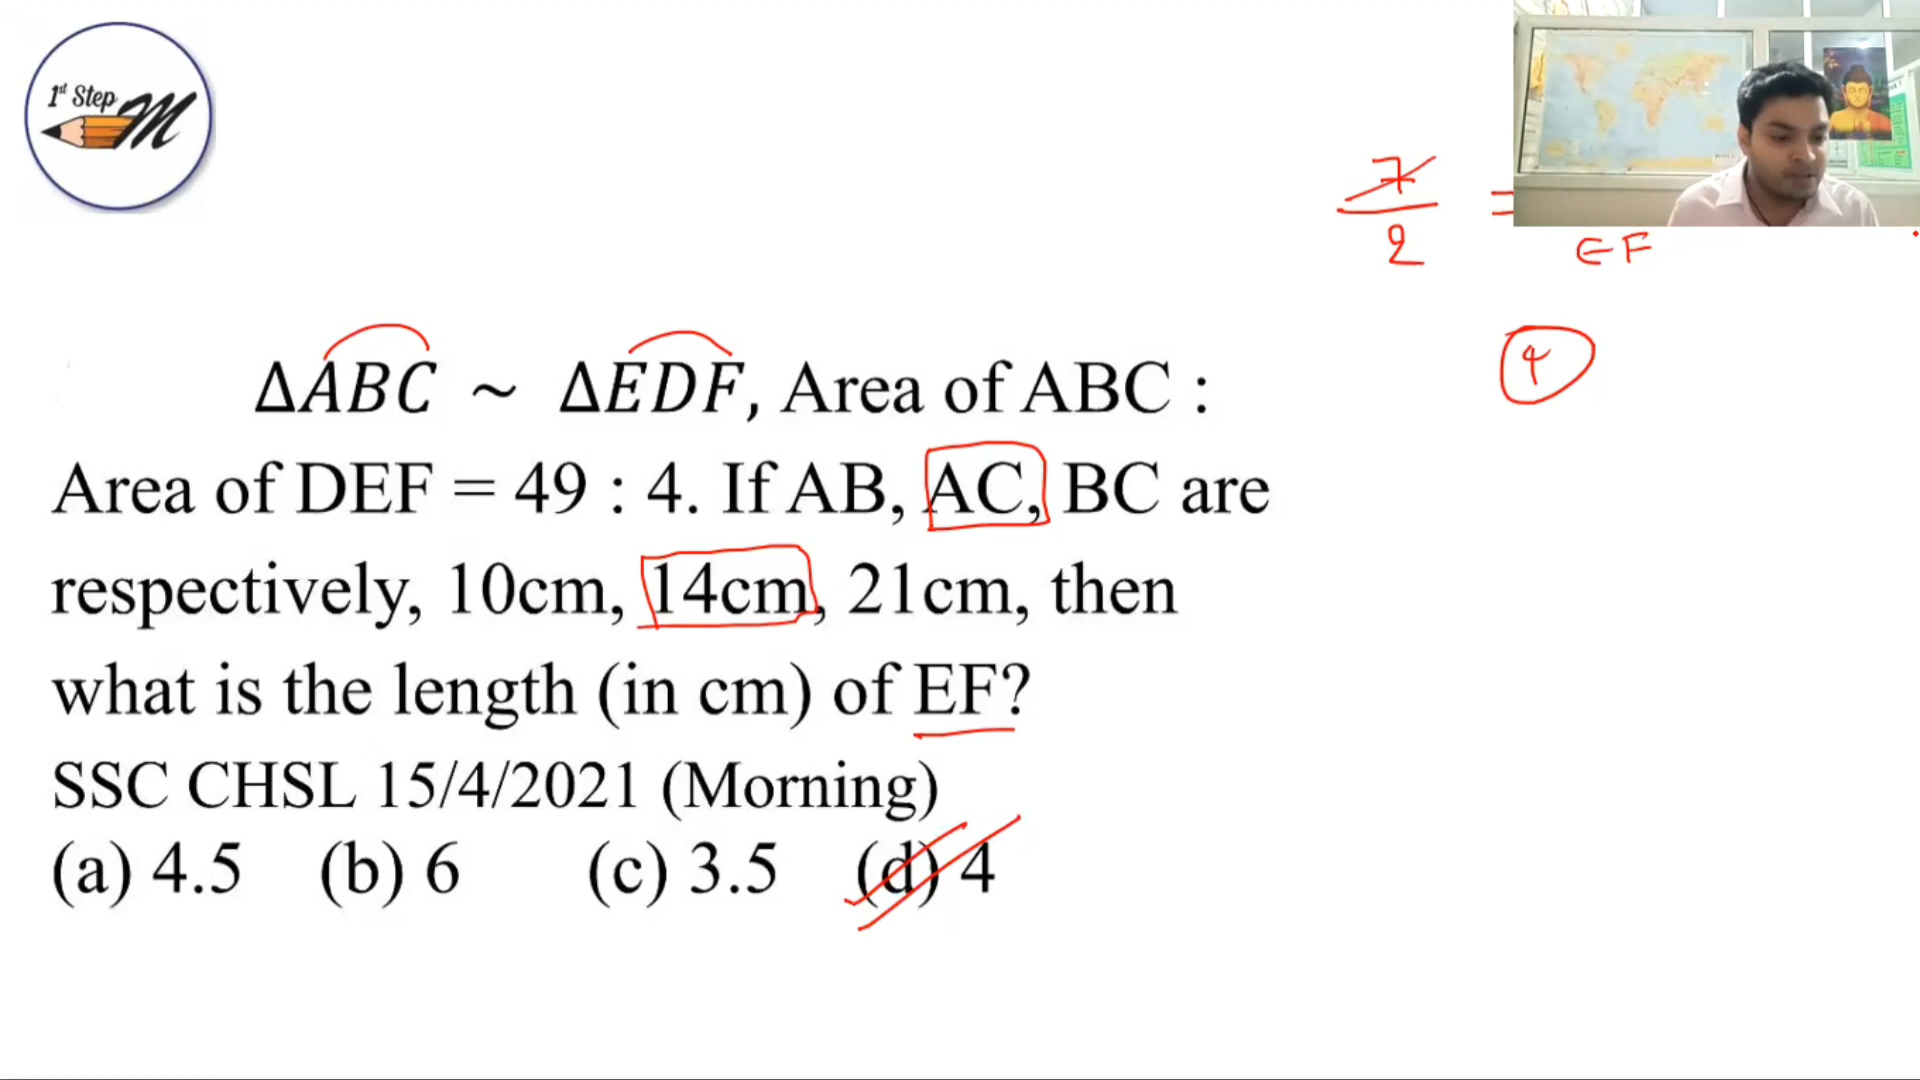 1st Step
M
7
2
=
EF
4
ΔABC ~ ΔEDF, Area of ABC :
Area of DEF = 49 : 4. If AB, AC, BC are
respectively, 10cm, 14cm, 21cm, then
what is the length (in cm) of EF?
SSC CHSL 15/4/2021 (Morning)
(a) 4.5 (b) 6 (c) 3.5 (d) 4